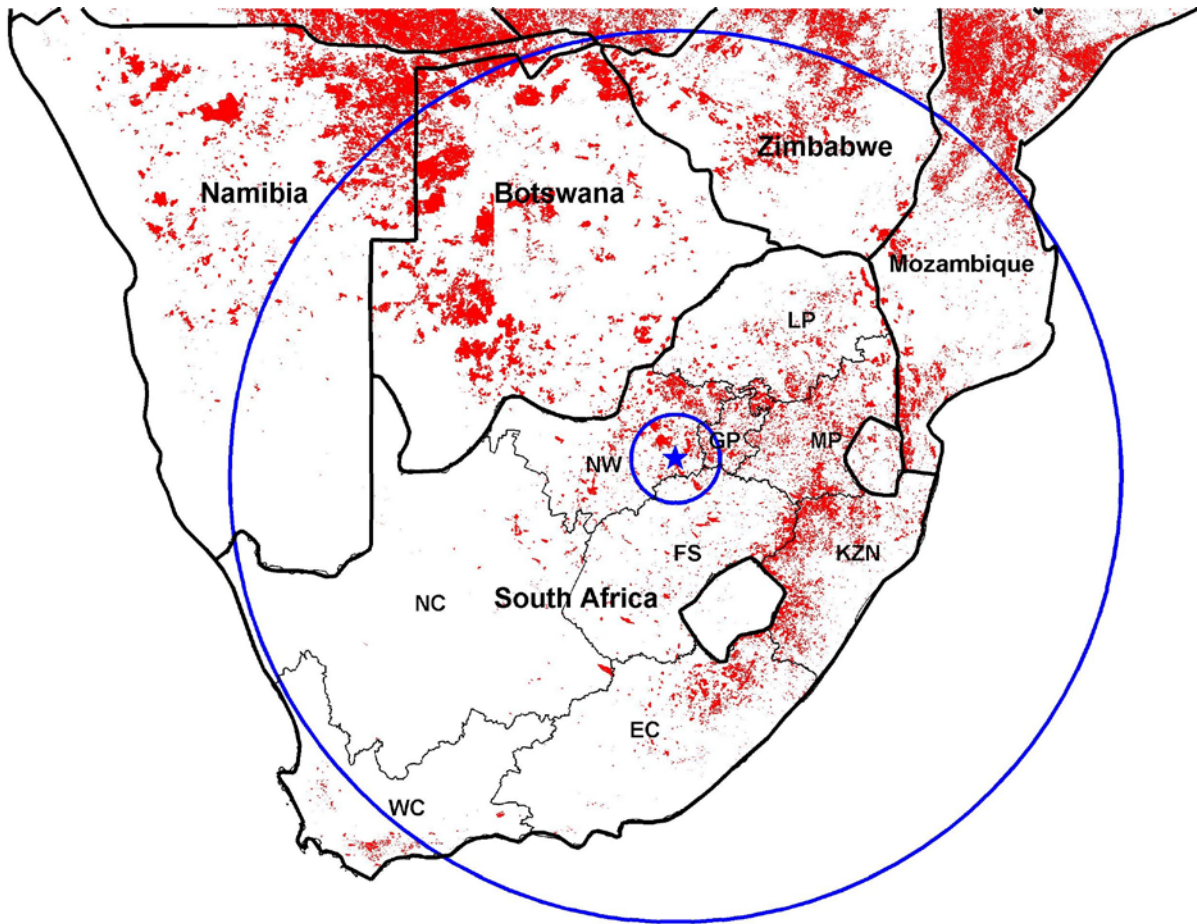 Zimbabwe
Namibia
Botswana
Mozambique
LP
GP
MP
NW
FS
KZN
NC
South Africa
EC
WC